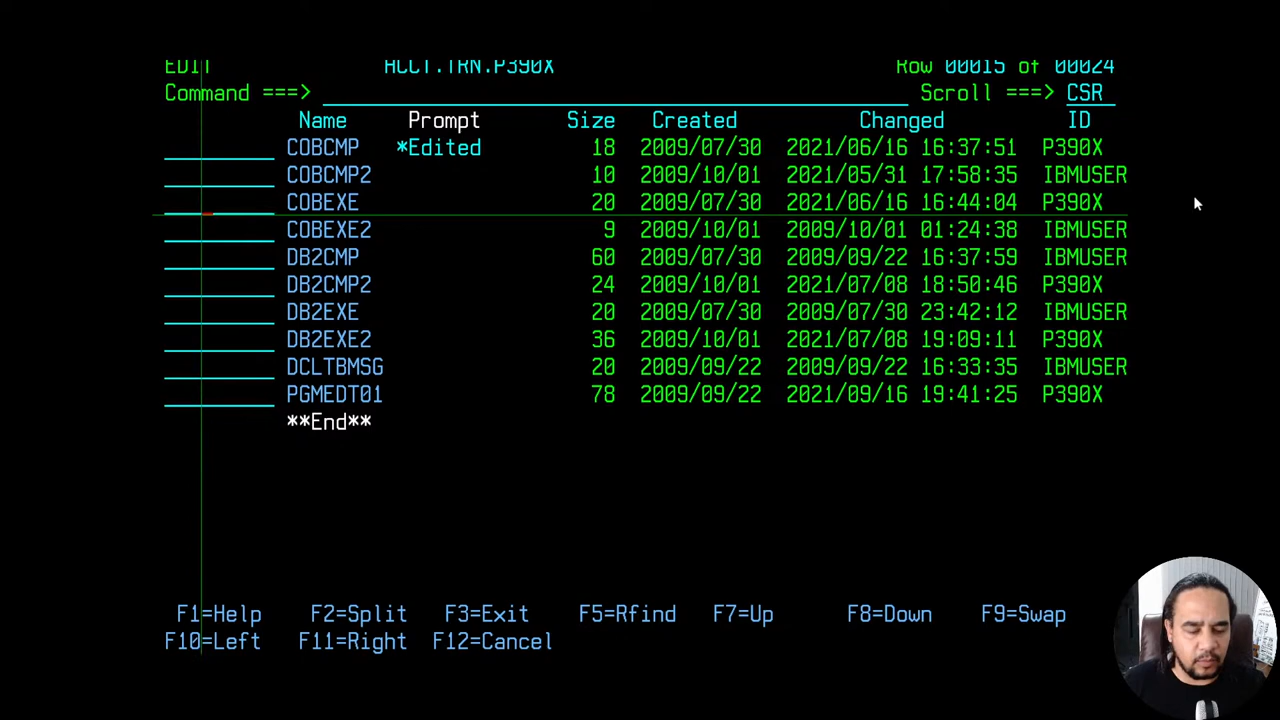 EDIT ACCT.TRN.P390X Row 00015 of 00024
Command ===> Scroll ===> CSR
Name Prompt Size Created Changed ID
COBCMP *Edited 18 2009/07/30 2021/06/16 16:37:51 P390X
COBCMP2 10 2009/10/01 2021/05/31 17:58:35 IBMUSER
COBEXE 20 2009/07/30 2021/06/16 16:44:04 P390X
COBEXE2 9 2009/10/01 2009/10/01 01:24:38 IBMUSER
DB2CMP 60 2009/07/30 2009/09/22 16:37:59 IBMUSER
DB2CMP2 24 2009/10/01 2021/07/08 18:50:46 P390X
DB2EXE 20 2009/07/30 2009/07/30 23:42:12 IBMUSER
DB2EXE2 36 2009/10/01 2021/07/08 19:09:11 P390X
DCLTBMSG 20 2009/09/22 2009/09/22 16:33:35 IBMUSER
PGMEDT01 78 2009/09/22 2021/09/16 19:41:25 P390X
**End**
F1=Help F2=Split F3=Exit F5=Rfind F7=Up F8=Down F9=Swap
F10=Left F11=Right F12=Cancel